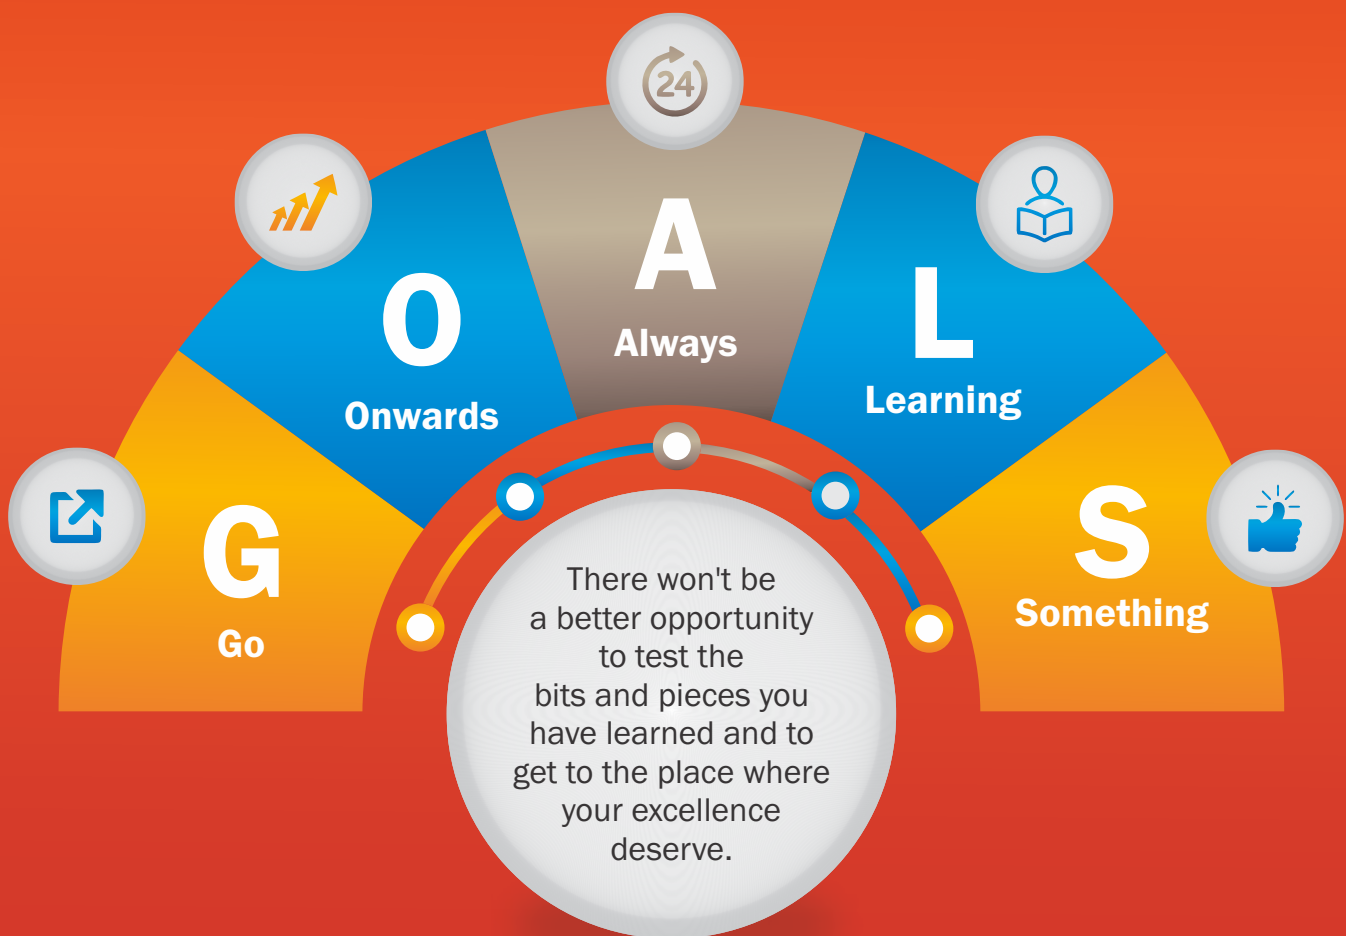 24
G
Go
O
Onwards
A
Always
L
Learning
S
Something
There won't be
a better opportunity
to test the
bits and pieces you
have learned and to
get to the place where
your excellence
deserve.